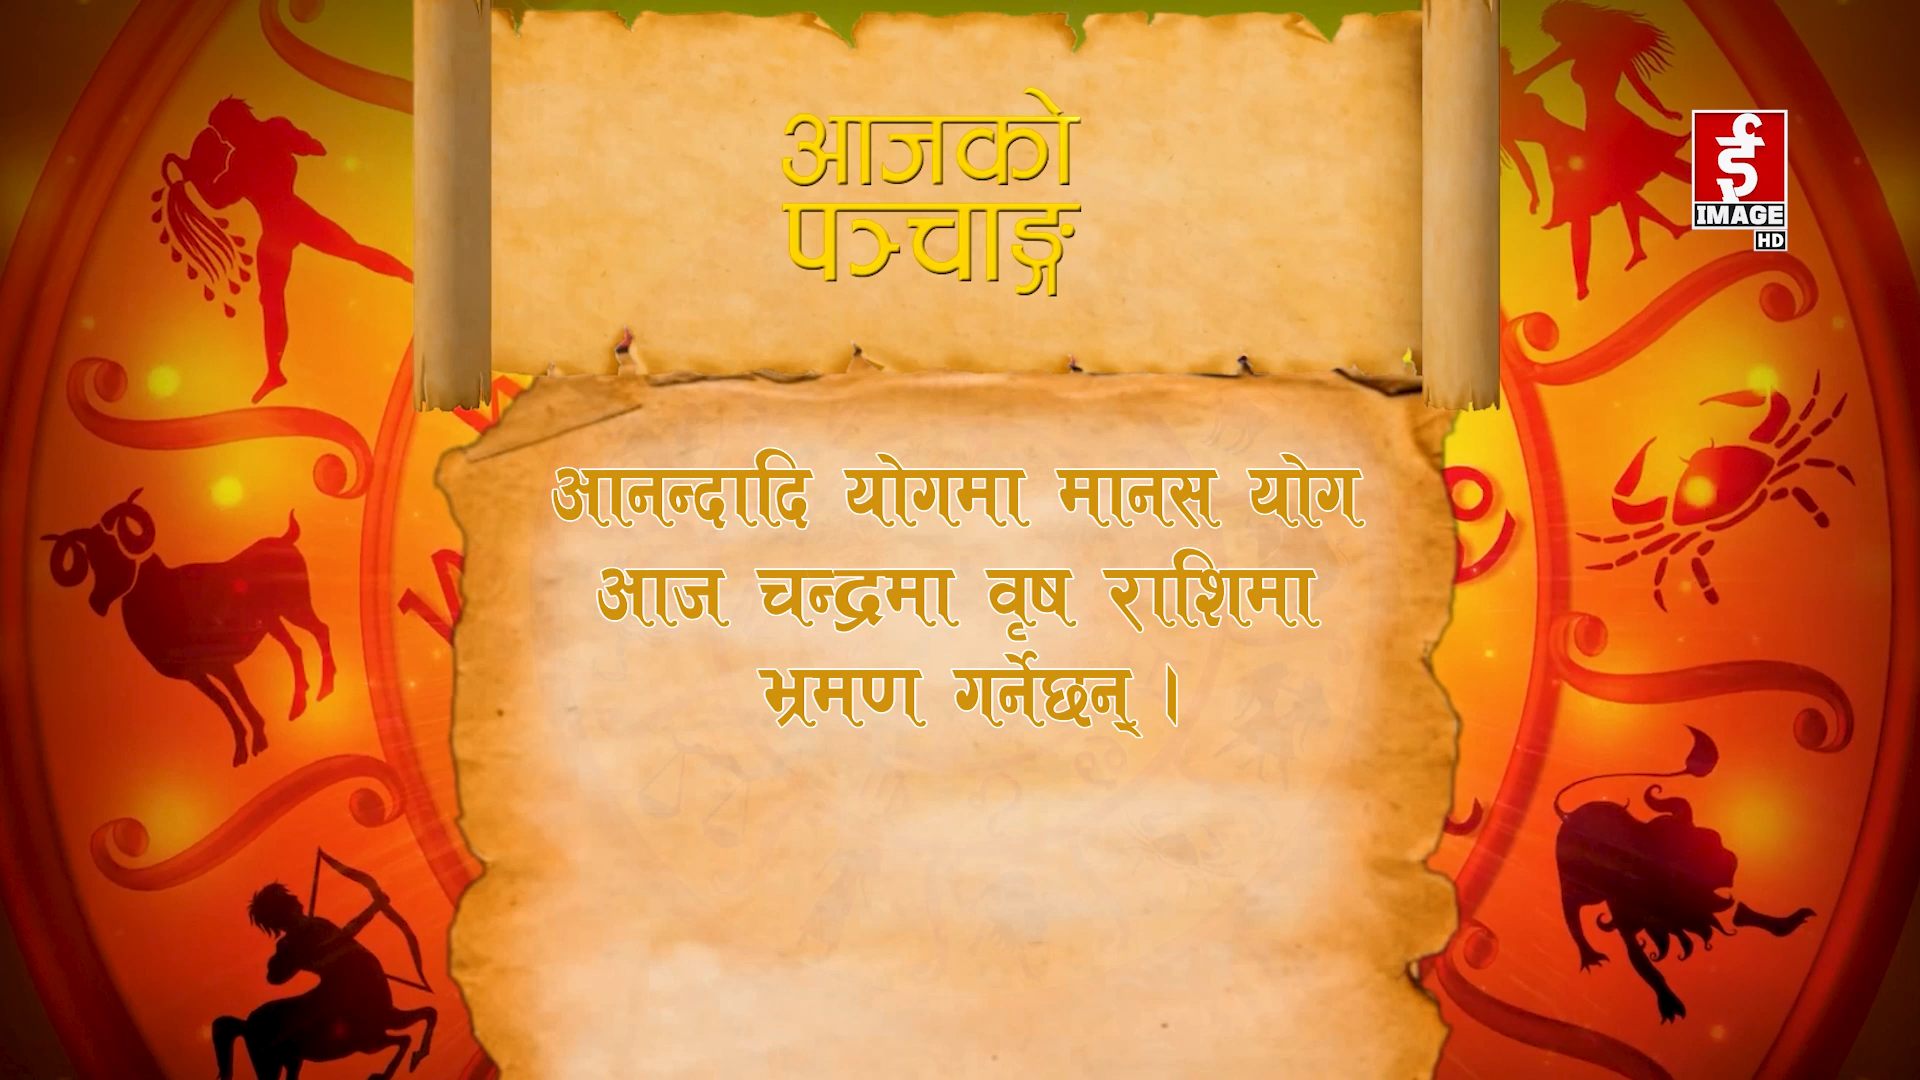 आजको
पञ्चाङ्ग
IMAGE
HD
आनन्दादि योगमा मानस योग
आज चन्द्रमा वृष राशिमा
भ्रमण गर्नेछन् ।